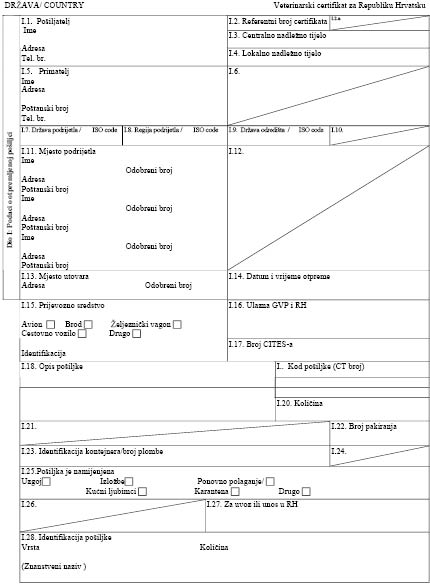 DRŽAVA/ COUNTRY
Veterinarski certifikat za Republiku Hrvatsku
Dio I: Podaci o otpremljenoj pošiljci
I.1. Pošiljatelj
Ime
Adresa
Tel. br.
I.2. Referentni broj certifikata
I.2.a.
I.3. Centralno nadležno tijelo
I.4. Lokalno nadležno tijelo
I.5. Primatelj
Ime
Adresa
Poštanski broj
Tel. br.
I.6.
I.7. Država podrijetla / ISO code
I.8. Regija podrijetla / ISO code
I.9. Država odredišta / ISO code
I.10.
I.11. Mjesto podrijetla
Ime
Odobreni broj
Adresa
Poštanski broj
Ime
Odobreni broj
Adresa
Poštanski broj
Ime
Odobreni broj
Adresa
Poštanski broj
I.12.
I.13. Mjesto utovara
Adresa Odobreni broj
I.14. Datum i vrijeme otpreme
I.15. Prijevozno sredstvo
Avion Brod Željeznički vagon
Cestovno vozilo Drugo
Identifikacija
I.16. Ulazna GVP i RH
I.17. Broj CITES-a
I.18. Opis pošiljke
I.. Kod pošiljke (CT broj)
I.20. Količina
I.21.
I.22. Broj pakiranja
I.23. Identifikacija kontejnera/broj plombe
I.24.
I.25.Pošiljka je namijenjena
Uzgoj Izložbe Ponovno polaganje/
Kućni ljubimci Karantena Drugo
I.26.
I.27. Za uvoz ili unos u RH
I.28. Identifikacija pošiljke
Vrsta Količina
(Znanstveni naziv )